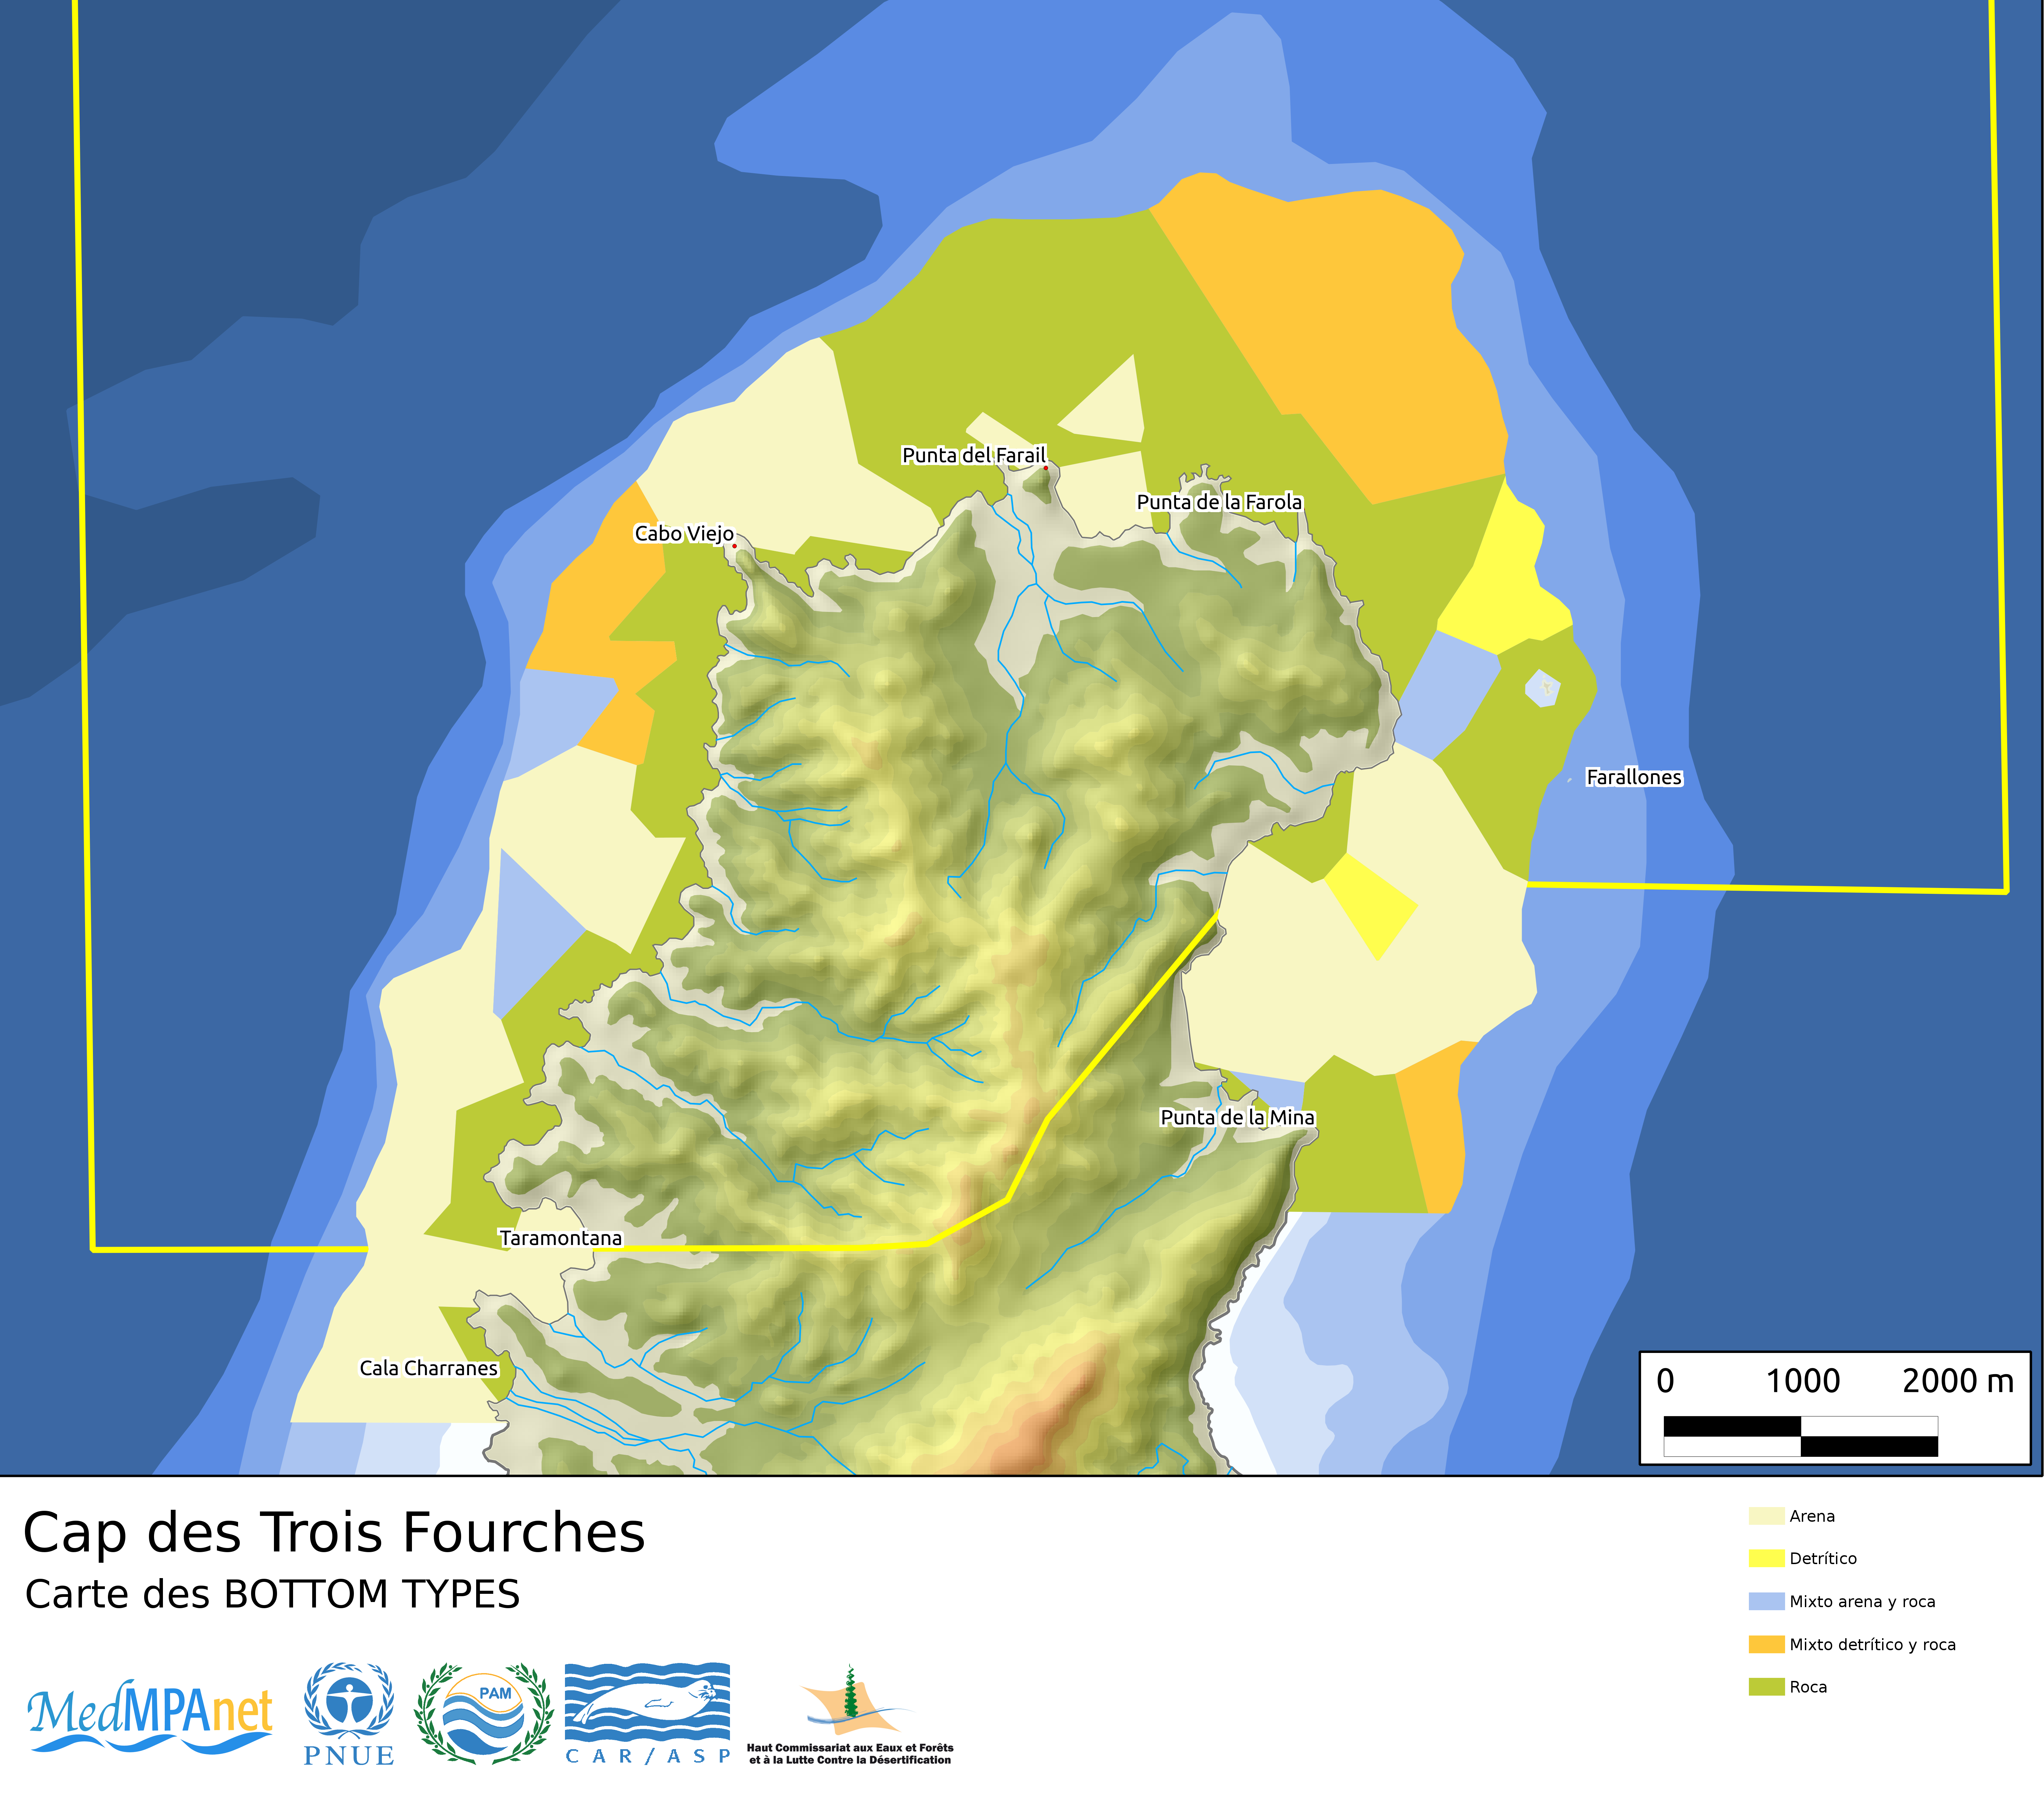 Punta del Farail
Punta de la Farola
Cabo Viejo
Farallones
Punta de la Mina
Taramontana
Cala Charranes
0 1000 2000 m
Cap des Trois Fourches
Carte des BOTTOM TYPES
Arena
Detrítico
Mixto arena y roca
Mixto detrítico y roca
Roca
MedMPAnet
PNUE
PAM
CAR/ASP
Haut Commissariat aux Eaux et Forêts
et à la Lutte Contre la Désertification